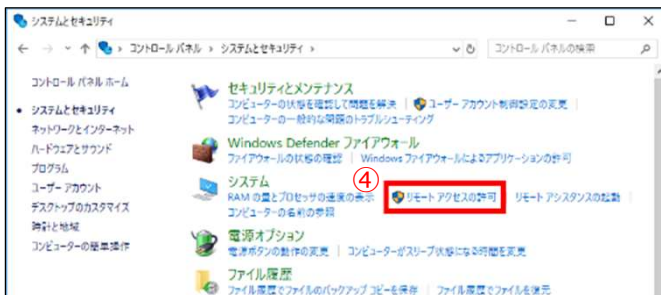 システムとセキュリティ
コントロール パネル › システムとセキュリティ ›
コントロール パネルの検索
コントロール パネル ホーム
システムとセキュリティ
ネットワークとインターネット
ハードウェアとサウンド
プログラム
ユーザー アカウント
デスクトップのカスタマイズ
時計と地域
コンピューターの簡単操作
セキュリティとメンテナンス
コンピューターの状態を確認して問題を解決 | ユーザー アカウント制御設定の変更 |
コンピューターの一般的な問題のトラブルシューティング
Windows Defender ファイアウォール
ファイアウォールの状態の確認 | Windows ファイアウォールによるアプリケーションの許可
システム
④
RAM の量とプロセッサの速度の表示 リモート アクセスの許可 リモート アシスタンスの起動 |
コンピューターの名前の参照
電源オプション
電源ボタンの動作の変更 | コンピューターがスリープ状態になる時間を変更
ファイル履歴
ファイル履歴でファイルのバックアップ コピーを保存 | ファイル履歴でファイルを復元